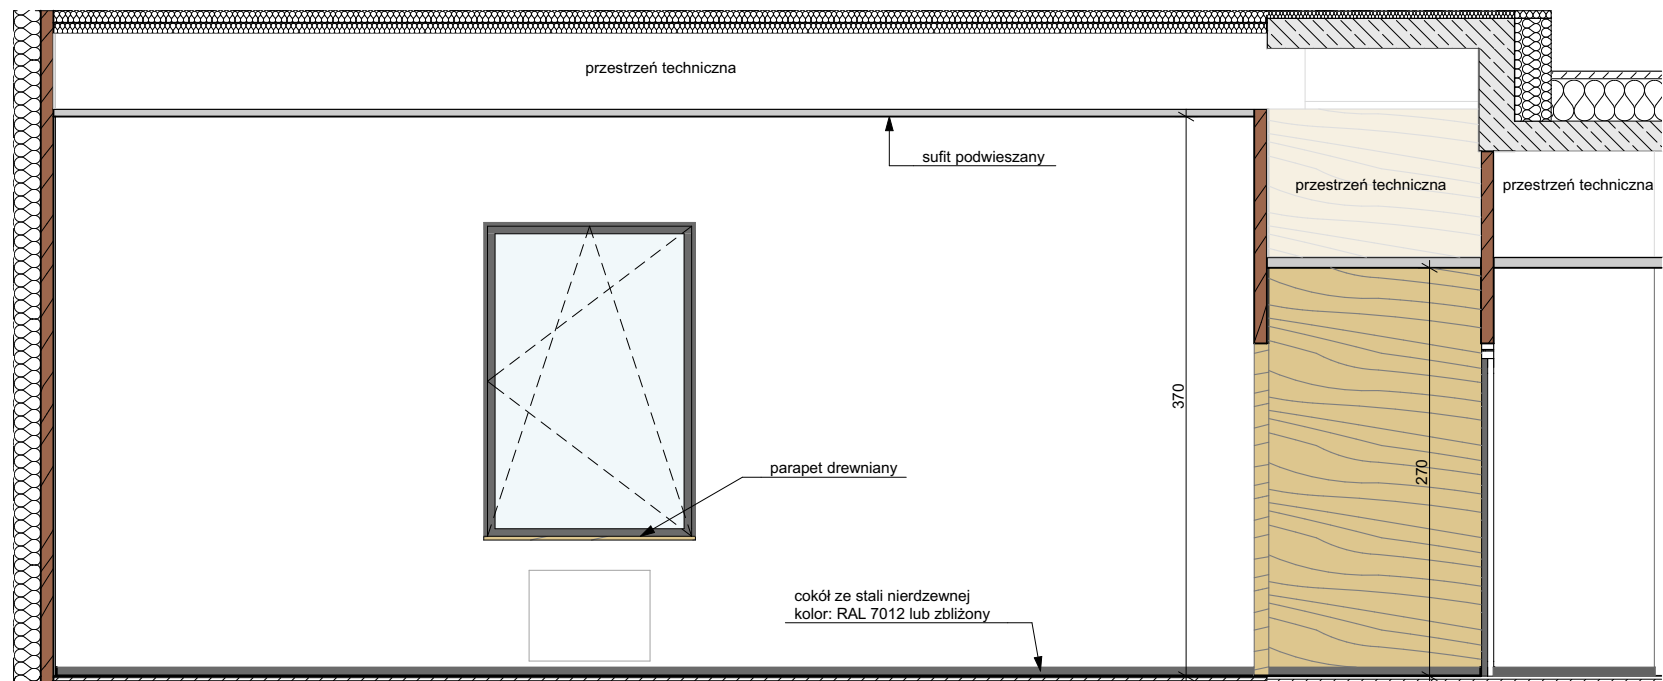 przestrzeń techniczna
sufit podwieszany
przestrzeń techniczna
przestrzeń techniczna
370
270
parapet drewniany
cokół ze stali nierdzewnej
kolor: RAL 7012 lub zbliżony